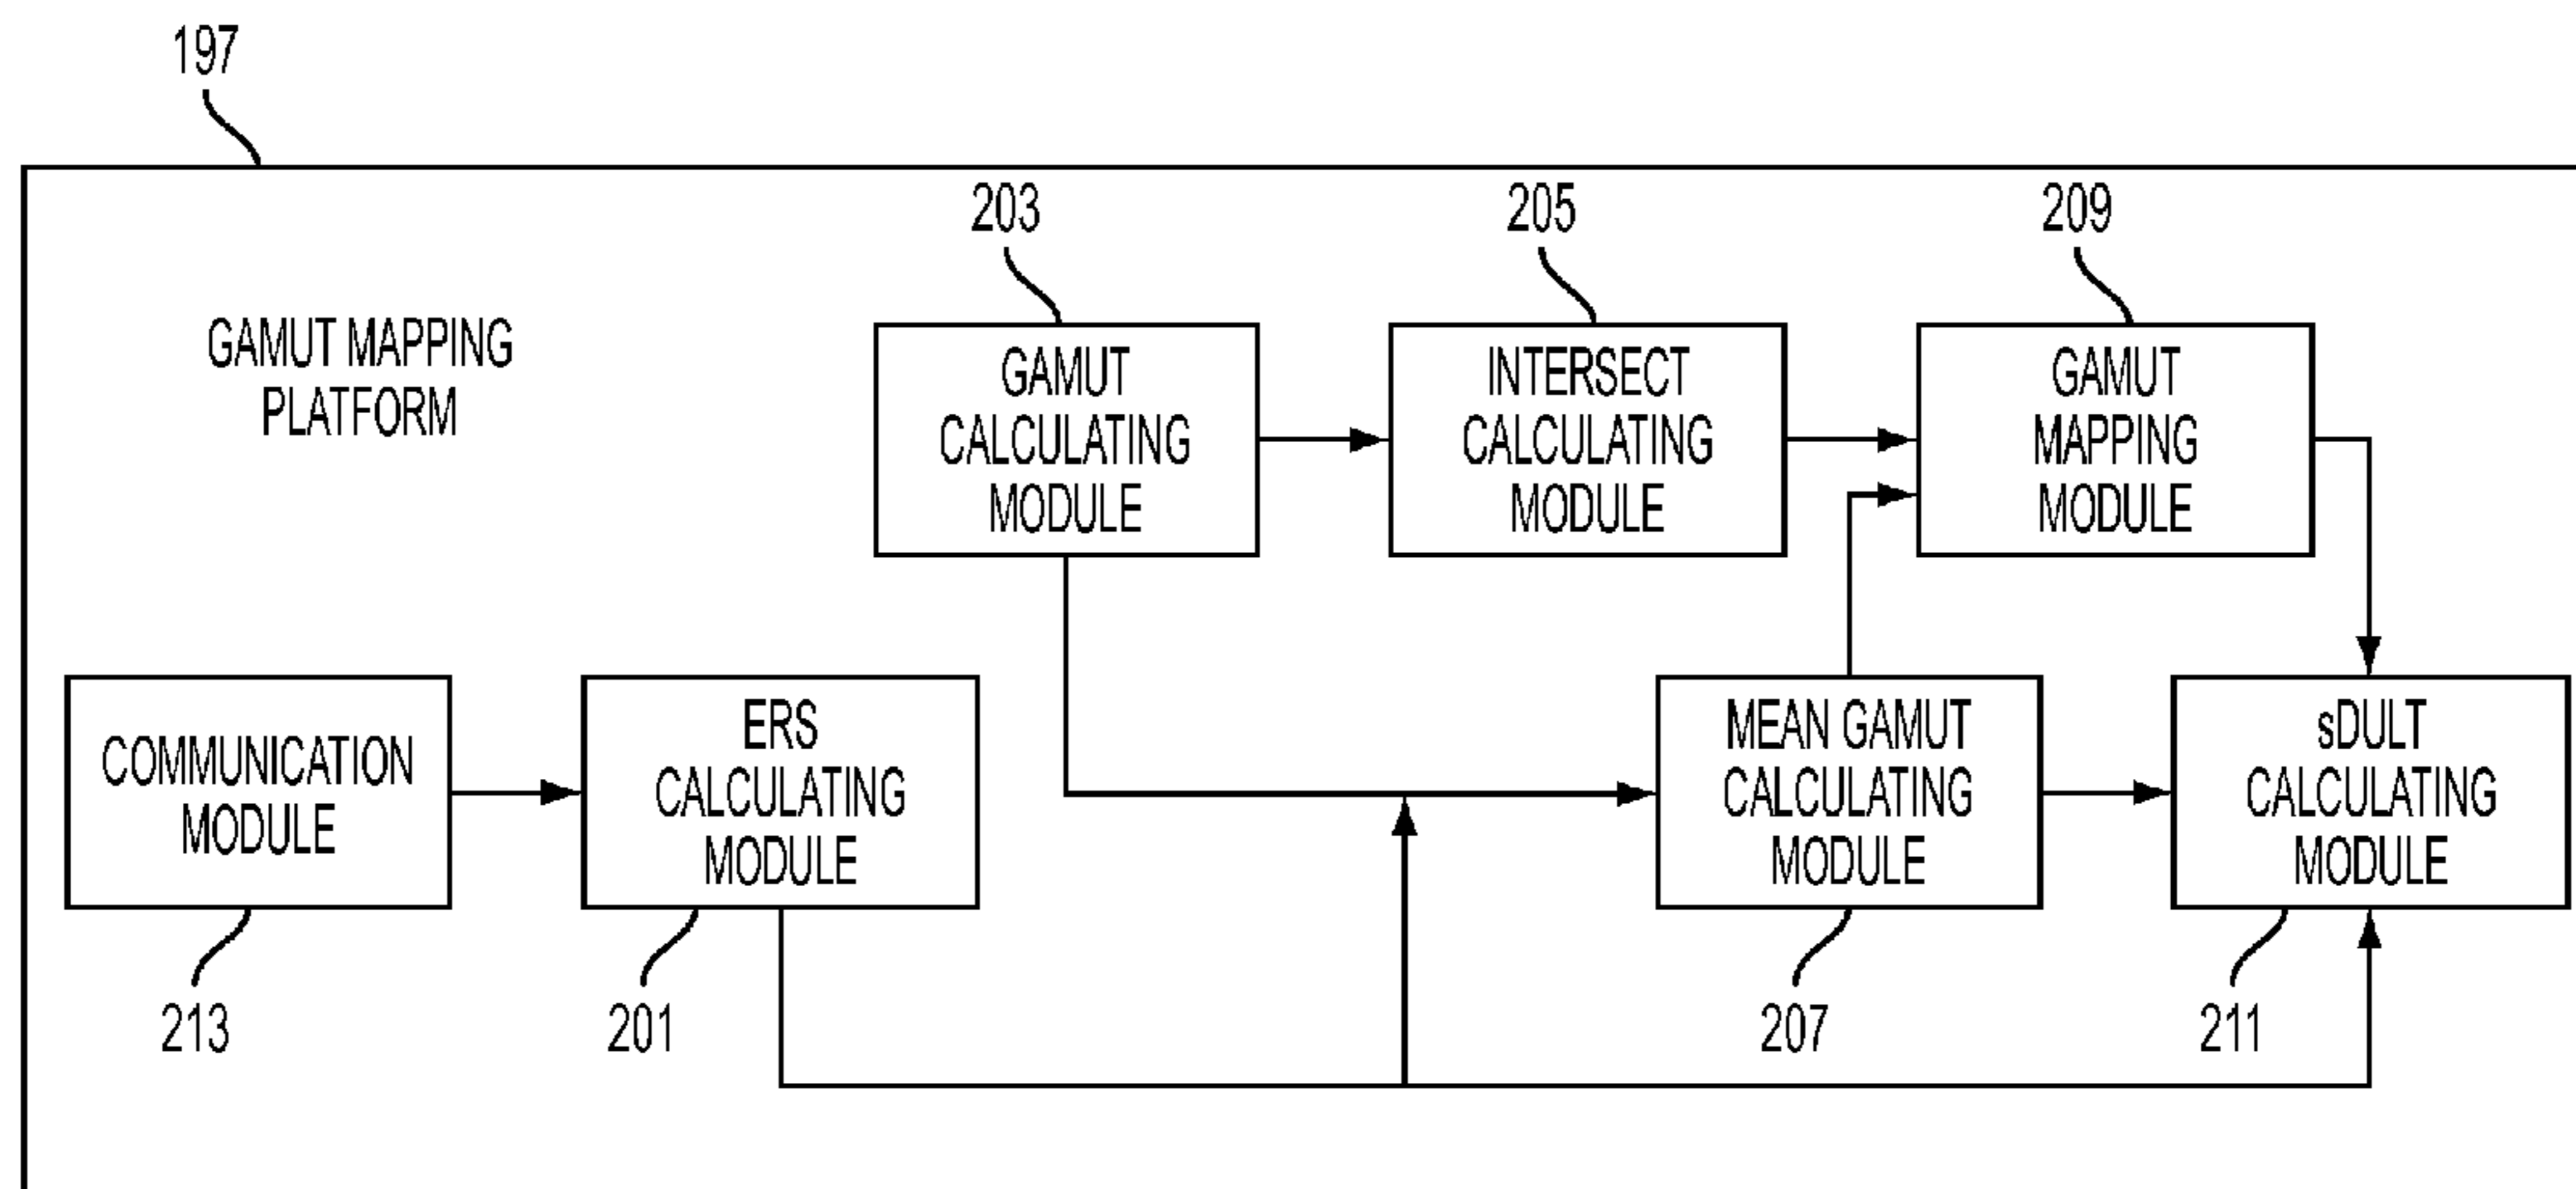 197
203
205
209
GAMUT MAPPING
PLATFORM
GAMUT
CALCULATING
MODULE
INTERSECT
CALCULATING
MODULE
GAMUT
MAPPING
MODULE
COMMUNICATION
MODULE
ERS
CALCULATING
MODULE
MEAN GAMUT
CALCULATING
MODULE
sDULT
CALCULATING
MODULE
213
201
207
211